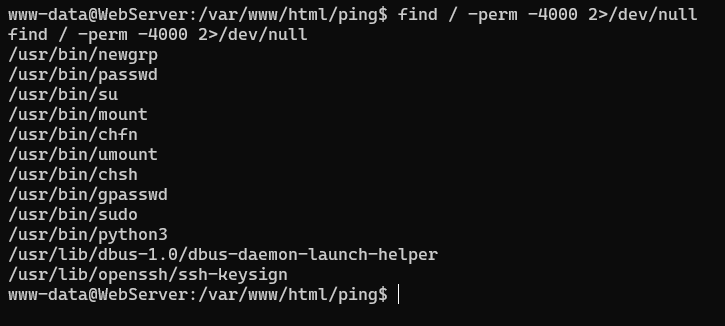 www-data@WebServer:/var/www/html/ping$ find / -perm -4000 2>/dev/null
find / -perm -4000 2>/dev/null
/usr/bin/newgrp
/usr/bin/passwd
/usr/bin/su
/usr/bin/mount
/usr/bin/chfn
/usr/bin/umount
/usr/bin/chsh
/usr/bin/gpasswd
/usr/bin/sudo
/usr/bin/python3
/usr/lib/dbus-1.0/dbus-daemon-launch-helper
/usr/lib/openssh/ssh-keysign
www-data@WebServer:/var/www/html/ping$